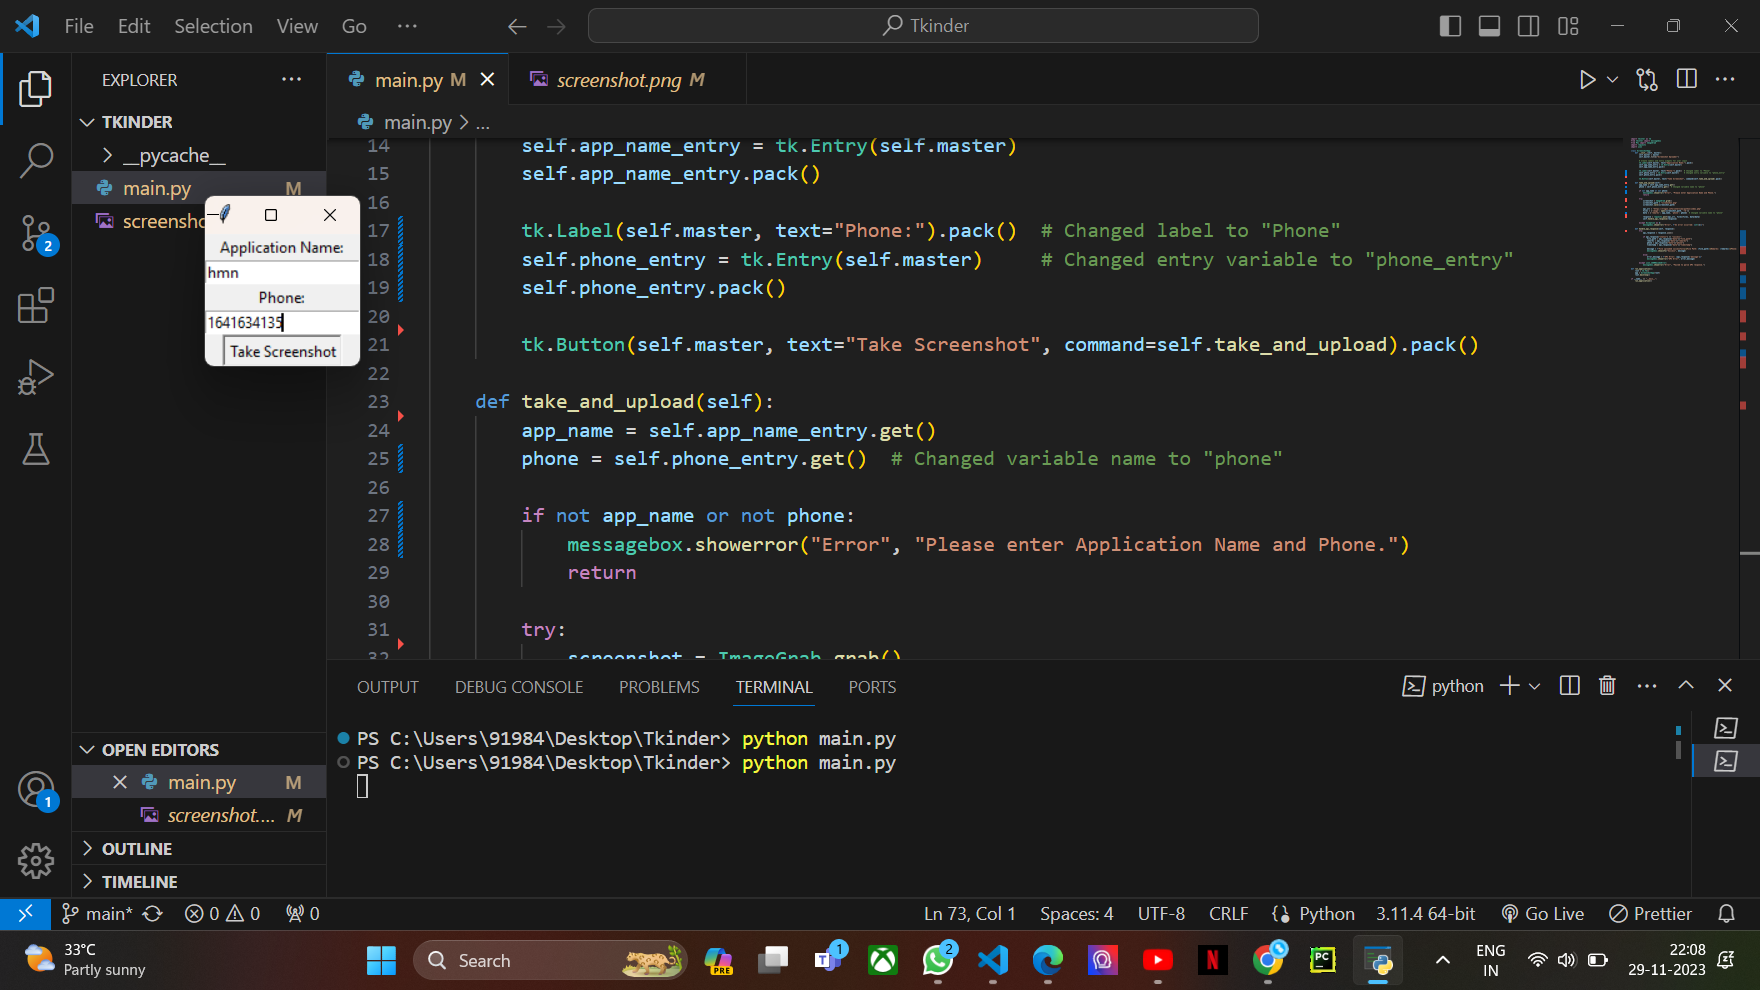 File Edit Selection View Go ··· Tkinder
EXPLORER ···
TKINDER
__pycache__
main.py M
screensho
main.py M
screenshot.png M
main.py > ...
14 self.app_name_entry = tk.Entry(self.master)
15 self.app_name_entry.pack()
16
17 tk.Label(self.master, text="Phone:").pack()  # Changed label to "Phone"
18 self.phone_entry = tk.Entry(self.master)     # Changed entry variable to "phone_entry"
19 self.phone_entry.pack()
20
21 tk.Button(self.master, text="Take Screenshot", command=self.take_and_upload).pack()
22
23 def take_and_upload(self):
24 app_name = self.app_name_entry.get()
25 phone = self.phone_entry.get()  # Changed variable name to "phone"
26
27 if not app_name or not phone:
28 messagebox.showerror("Error", "Please enter Application Name and Phone.")
29 return
30
31 try:
32 screenshot = ImageGrab.grab()
Application Name:
hmn
Phone:
1641634135
Take Screenshot
OUTPUT DEBUG CONSOLE PROBLEMS TERMINAL PORTS
python
PS C:\Users\91984\Desktop\Tkinder> python main.py
PS C:\Users\91984\Desktop\Tkinder> python main.py
2
1
OPEN EDITORS
main.py M
screenshot.... M
OUTLINE
TIMELINE
main* 0 0 0 Ln 73, Col 1 Spaces: 4 UTF-8 CRLF Python 3.11.4 64-bit Go Live Prettier
33°C
Partly sunny
Search
PRE
1
2
PC
ENG
IN
22:08
29-11-2023